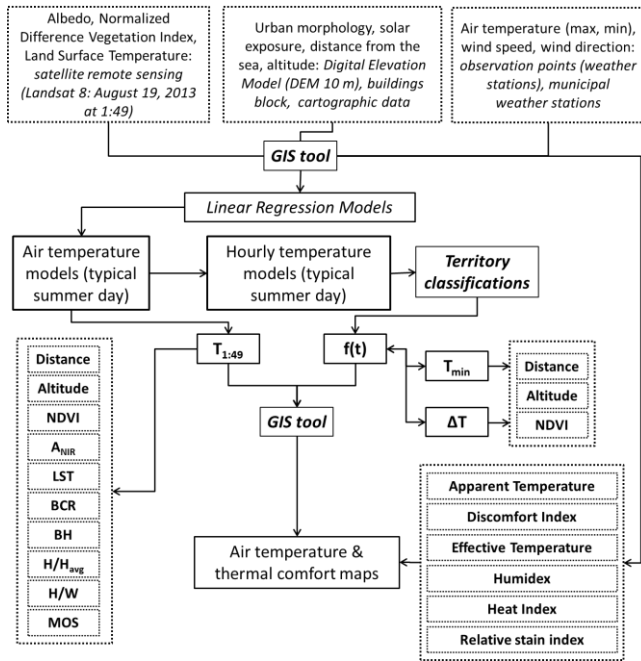 Albedo, Normalized
Difference Vegetation Index,
Land Surface Temperature:
satellite remote sensing
(Landsat 8: August 19, 2013
at 1:49)
Urban morphology, solar
exposure, distance from the
sea, altitude: Digital Elevation
Model (DEM 10 m), buildings
block, cartographic data
Air temperature (max, min),
wind speed, wind direction:
observation points (weather
stations), municipal
weather stations
GIS tool
Linear Regression Models
Air temperature
models (typical
summer day)
Hourly temperature
models (typical
summer day)
Territory
classifications
T1:49
f(t)
Tmin
ΔT
Distance
Altitude
NDVI
Distance
Altitude
NDVI
ANIR
LST
BCR
BH
H/Havg
H/W
MOS
GIS tool
Air temperature &
thermal comfort maps
Apparent Temperature
Discomfort Index
Effective Temperature
Humidex
Heat Index
Relative stain index